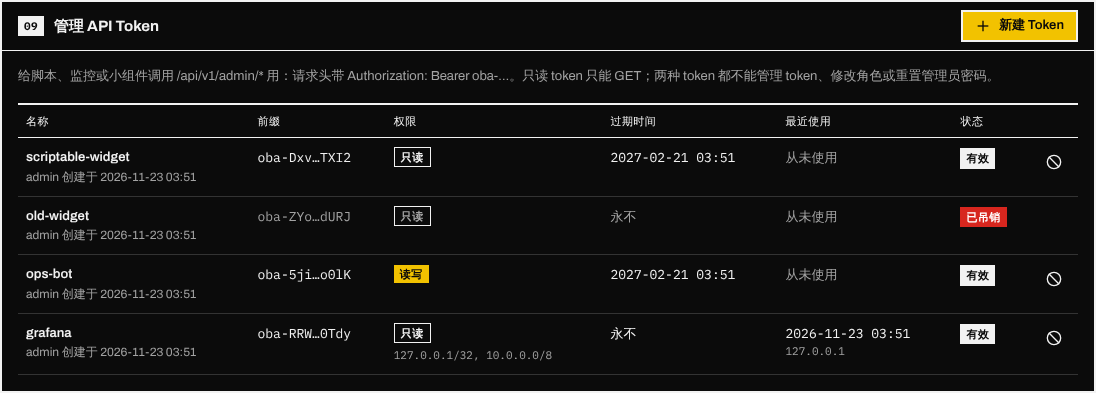 09 管理 API Token
+ 新建 Token
给脚本、监控或小组件调用 /api/v1/admin/* 用：请求头带 Authorization: Bearer oba-...。只读 token 只能 GET；两种 token 都不能管理 token、修改角色或重置管理员密码。
名称 前缀 权限 过期时间 最近使用 状态
scriptable-widget oba-Dxv…TXI2 只读 2027-02-21 03:51 从未使用 有效
admin 创建于 2026-11-23 03:51
old-widget oba-ZYo…dURJ 只读 永不 从未使用 已吊销
admin 创建于 2026-11-23 03:51
ops-bot oba-5ji…o0lK 读写 2027-02-21 03:51 从未使用 有效
admin 创建于 2026-11-23 03:51
grafana oba-RRW…0Tdy 只读 永不 2026-11-23 03:51 有效
admin 创建于 2026-11-23 03:51 127.0.0.1/32, 10.0.0.0/8 127.0.0.1